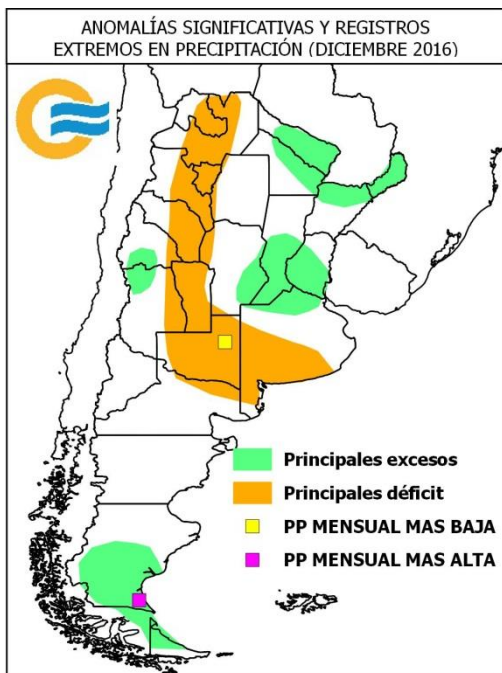 ANOMALÍAS SIGNIFICATIVAS Y REGISTROS
EXTREMOS EN PRECIPITACIÓN (DICIEMBRE 2016)
Principales excesos
Principales déficit
PP MENSUAL MAS BAJA
PP MENSUAL MAS ALTA